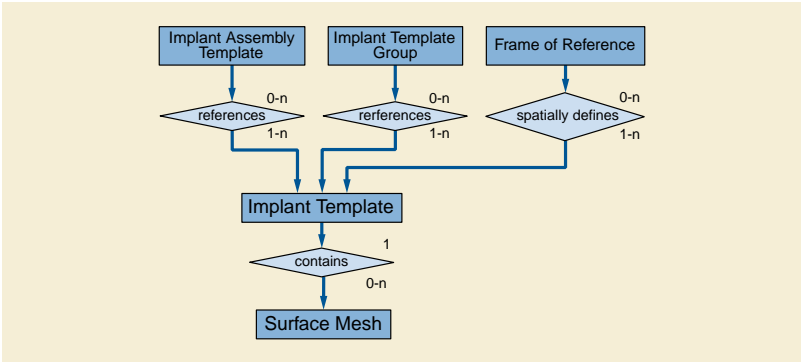 Implant Assembly
Template
Implant Template
Group
Frame of Reference
0-n
references
1-n
0-n
rerferences
1-n
0-n
spatially defines
1-n
Implant Template
1
contains
0-n
Surface Mesh